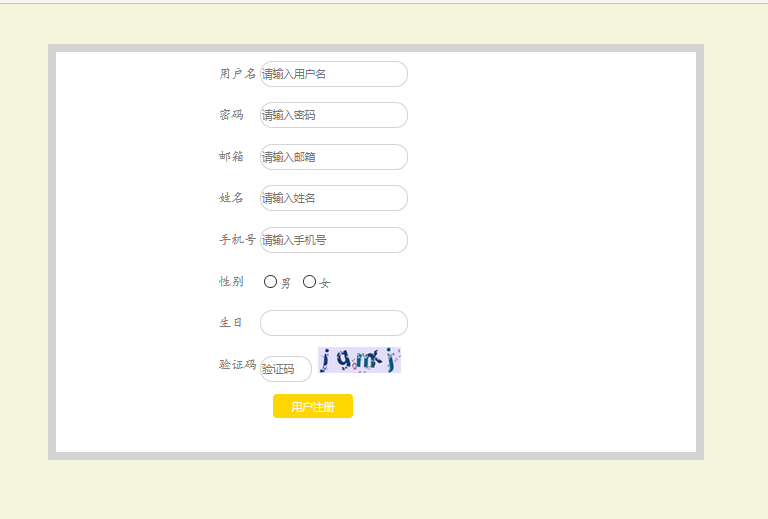 用户名 请输入用户名
密码 请输入密码
邮箱 请输入邮箱
姓名 请输入姓名
手机号 请输入手机号
性别 男 女
生日
验证码 验证码
用户注册